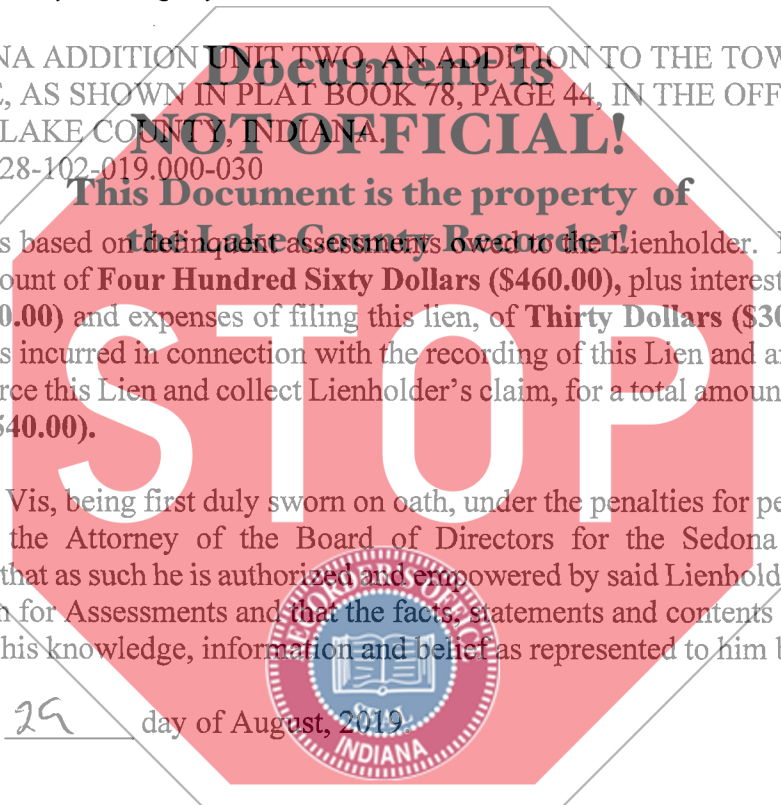 NA ADDITION UNIT TWO, AN ADDITION TO THE TOW
E, AS SHOWN IN PLAT BOOK 78, PAGE 44, IN THE OFF
LAKE COUNTY, INDIANA.
28-102-019.000-030
Document is
NOT OFFICIAL!
This Document is the property of
the Lake County Recorder!
s based on delinquent assessments owed to the Lienholder.
ount of Four Hundred Sixty Dollars ($460.00), plus interest
0.00) and expenses of filing this lien, of Thirty Dollars ($30
s incurred in connection with the recording of this Lien and a
rce this Lien and collect Lienholder's claim, for a total amoun
540.00).
STOP
Vis, being first duly sworn on oath, under the penalties for pe
the Attorney of the Board of Directors for the Sedona
that as such he is authorized and empowered by said Lienhold
n for Assessments and that the facts, statements and contents
his knowledge, information and belief as represented to him b
29 day of August, 2019.
RECORDER'S OFFICE
SEAL
INDIANA